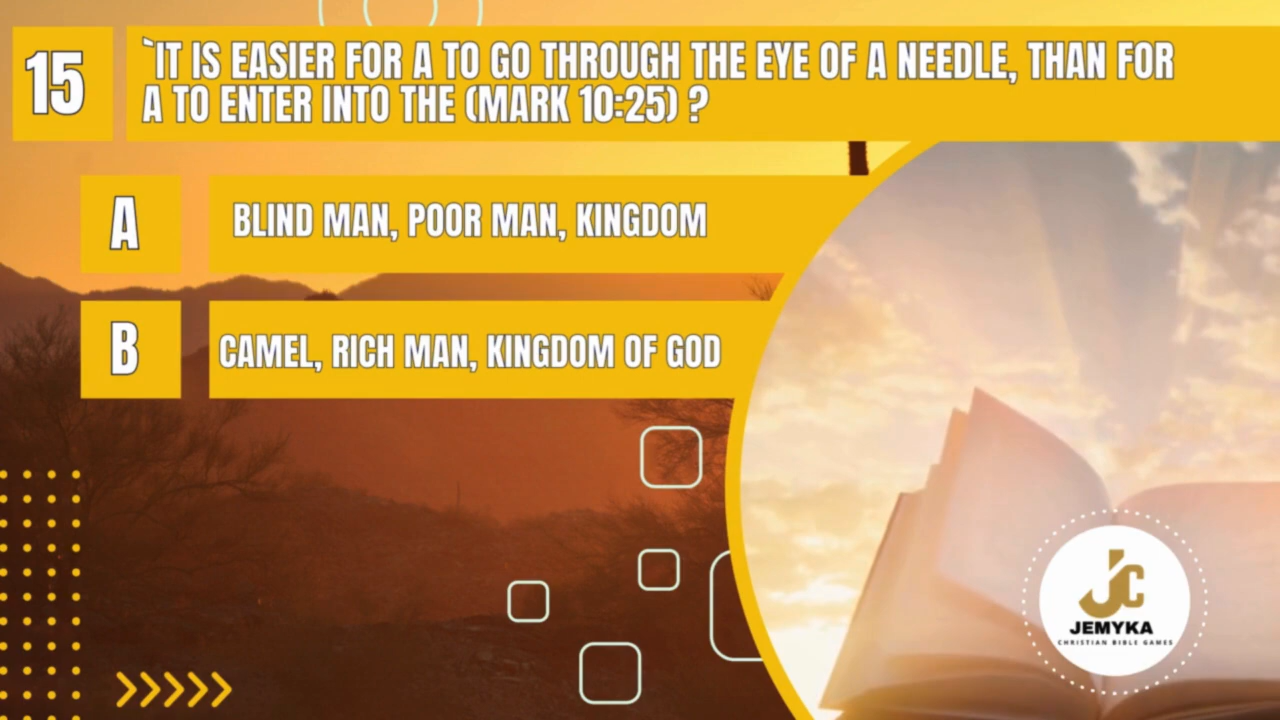 15
`IT IS EASIER FOR A TO GO THROUGH THE EYE OF A NEEDLE, THAN FOR
A TO ENTER INTO THE (MARK 10:25) ?
A
BLIND MAN, POOR MAN, KINGDOM
B
CAMEL, RICH MAN, KINGDOM OF GOD
JC
JEMYKA
CHRISTIAN BIBLE GAMES